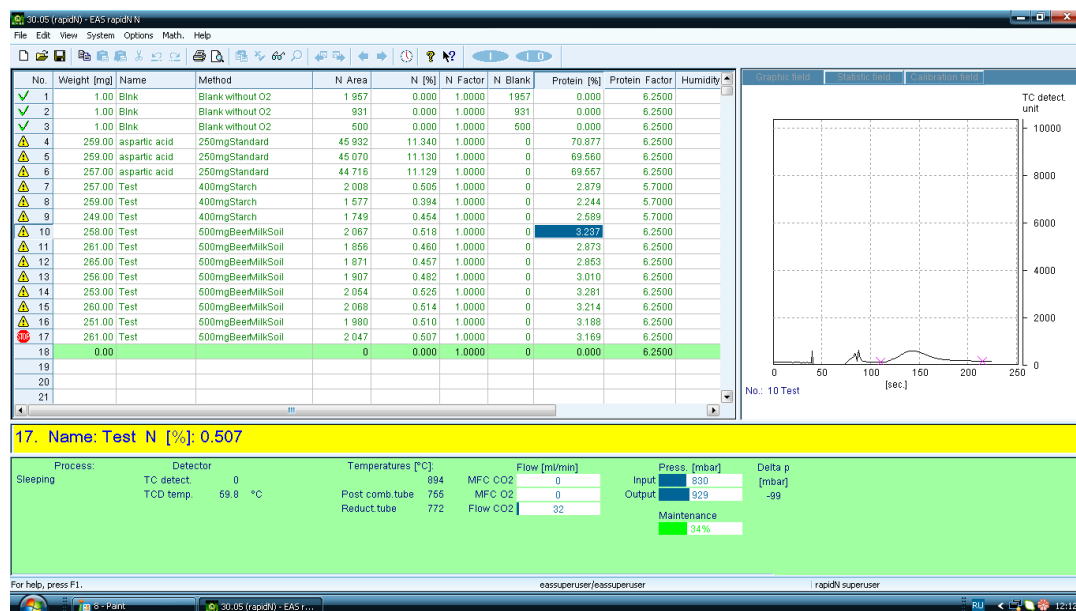 30.05 (rapidN) - EAS rapidN N
File Edit View System Options Math. Help
No. Weight [mg] Name Method N Area N [%] N Factor N Blank Protein [%] Protein Factor Humidity
1 1.00 Blnk Blank without O2 1 957 0.000 1.0000 1957 0.000 6.2500
2 1.00 Blnk Blank without O2 931 0.000 1.0000 931 0.000 6.2500
3 1.00 Blnk Blank without O2 500 0.000 1.0000 500 0.000 6.2500
4 259.00 aspartic acid 250mgStandard 45 932 11.340 1.0000 0 70.877 6.2500
5 259.00 aspartic acid 250mgStandard 45 070 11.130 1.0000 0 69.560 6.2500
6 259.00 aspartic acid 250mgStandard 44 716 11.129 1.0000 0 69.557 6.2500
7 257.00 Test 400mgStarch 2 008 0.505 1.0000 0 2.879 5.7000
8 259.00 Test 400mgStarch 1 577 0.394 1.0000 0 2.244 5.7000
9 249.00 Test 400mgStarch 1 749 0.454 1.0000 0 2.589 5.7000
10 258.00 Test 500mgBeerMilkSoil 2 067 0.518 1.0000 0 3.237 6.2500
11 261.00 Test 500mgBeerMilkSoil 1 856 0.460 1.0000 0 2.873 6.2500
12 265.00 Test 500mgBeerMilkSoil 1 871 0.457 1.0000 0 2.853 6.2500
13 256.00 Test 500mgBeerMilkSoil 1 907 0.482 1.0000 0 3.010 6.2500
14 253.00 Test 500mgBeerMilkSoil 2 054 0.525 1.0000 0 3.281 6.2500
15 260.00 Test 500mgBeerMilkSoil 2 068 0.514 1.0000 0 3.214 6.2500
16 251.00 Test 500mgBeerMilkSoil 1 980 0.510 1.0000 0 3.188 6.2500
STOP 17 261.00 Test 500mgBeerMilkSoil 2 047 0.507 1.0000 0 3.169 6.2500
18 0.00 0 0.000 1.0000 0 0.000 6.2500
19
20
21
Graphic field Statistic field Calibration field
TC detect.
unit
10000
8000
6000
4000
2000
0
0 50 100 150 200 250
[sec.]
No.: 10 Test
17. Name: Test N [%]: 0.507
Process: Detector Temperatures [°C]: Flow [ml/min] Press. [mbar] Delta p
Sleeping TC detect. 0 894 MFC CO2 0 Input 830 [mbar]
TCD temp. 59.8 °C Post comb.tube 755 MFC O2 0 Output 929 -99
Reduct.tube 772 Flow CO2 32 Maintenance
34%
For help, press F1. eassuperuser/eassuperuser rapidN superuser
8 - Paint 30.05 (rapidN) - EAS r... RU 12:12